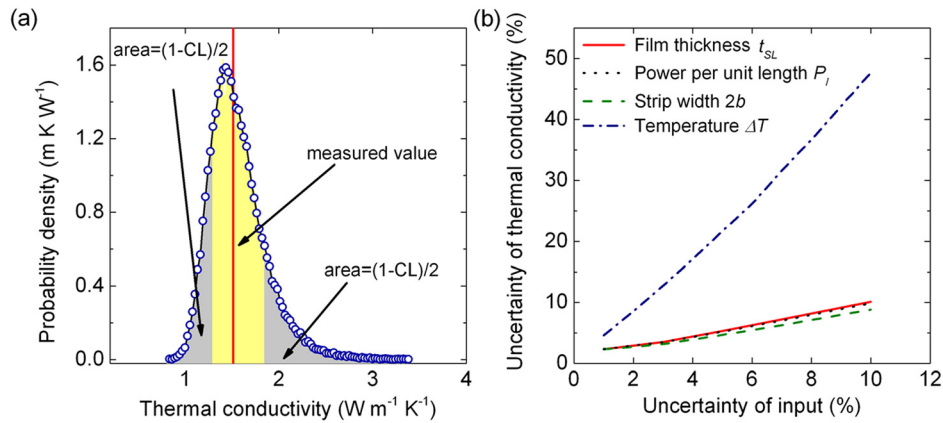 (a)
area=(1-CL)/2
1.6
1.2
0.8
0.4
0.0
Probability density (m K W⁻¹)
measured value
area=(1-CL)/2
1 2 3 4
Thermal conductivity (W m⁻¹ K⁻¹)
(b)
Uncertainty of thermal conductivity (%)
50
40
30
20
10
0
Film thickness t_SL
Power per unit length P_l
Strip width 2b
Temperature ΔT
0 2 4 6 8 10 12
Uncertainty of input (%)